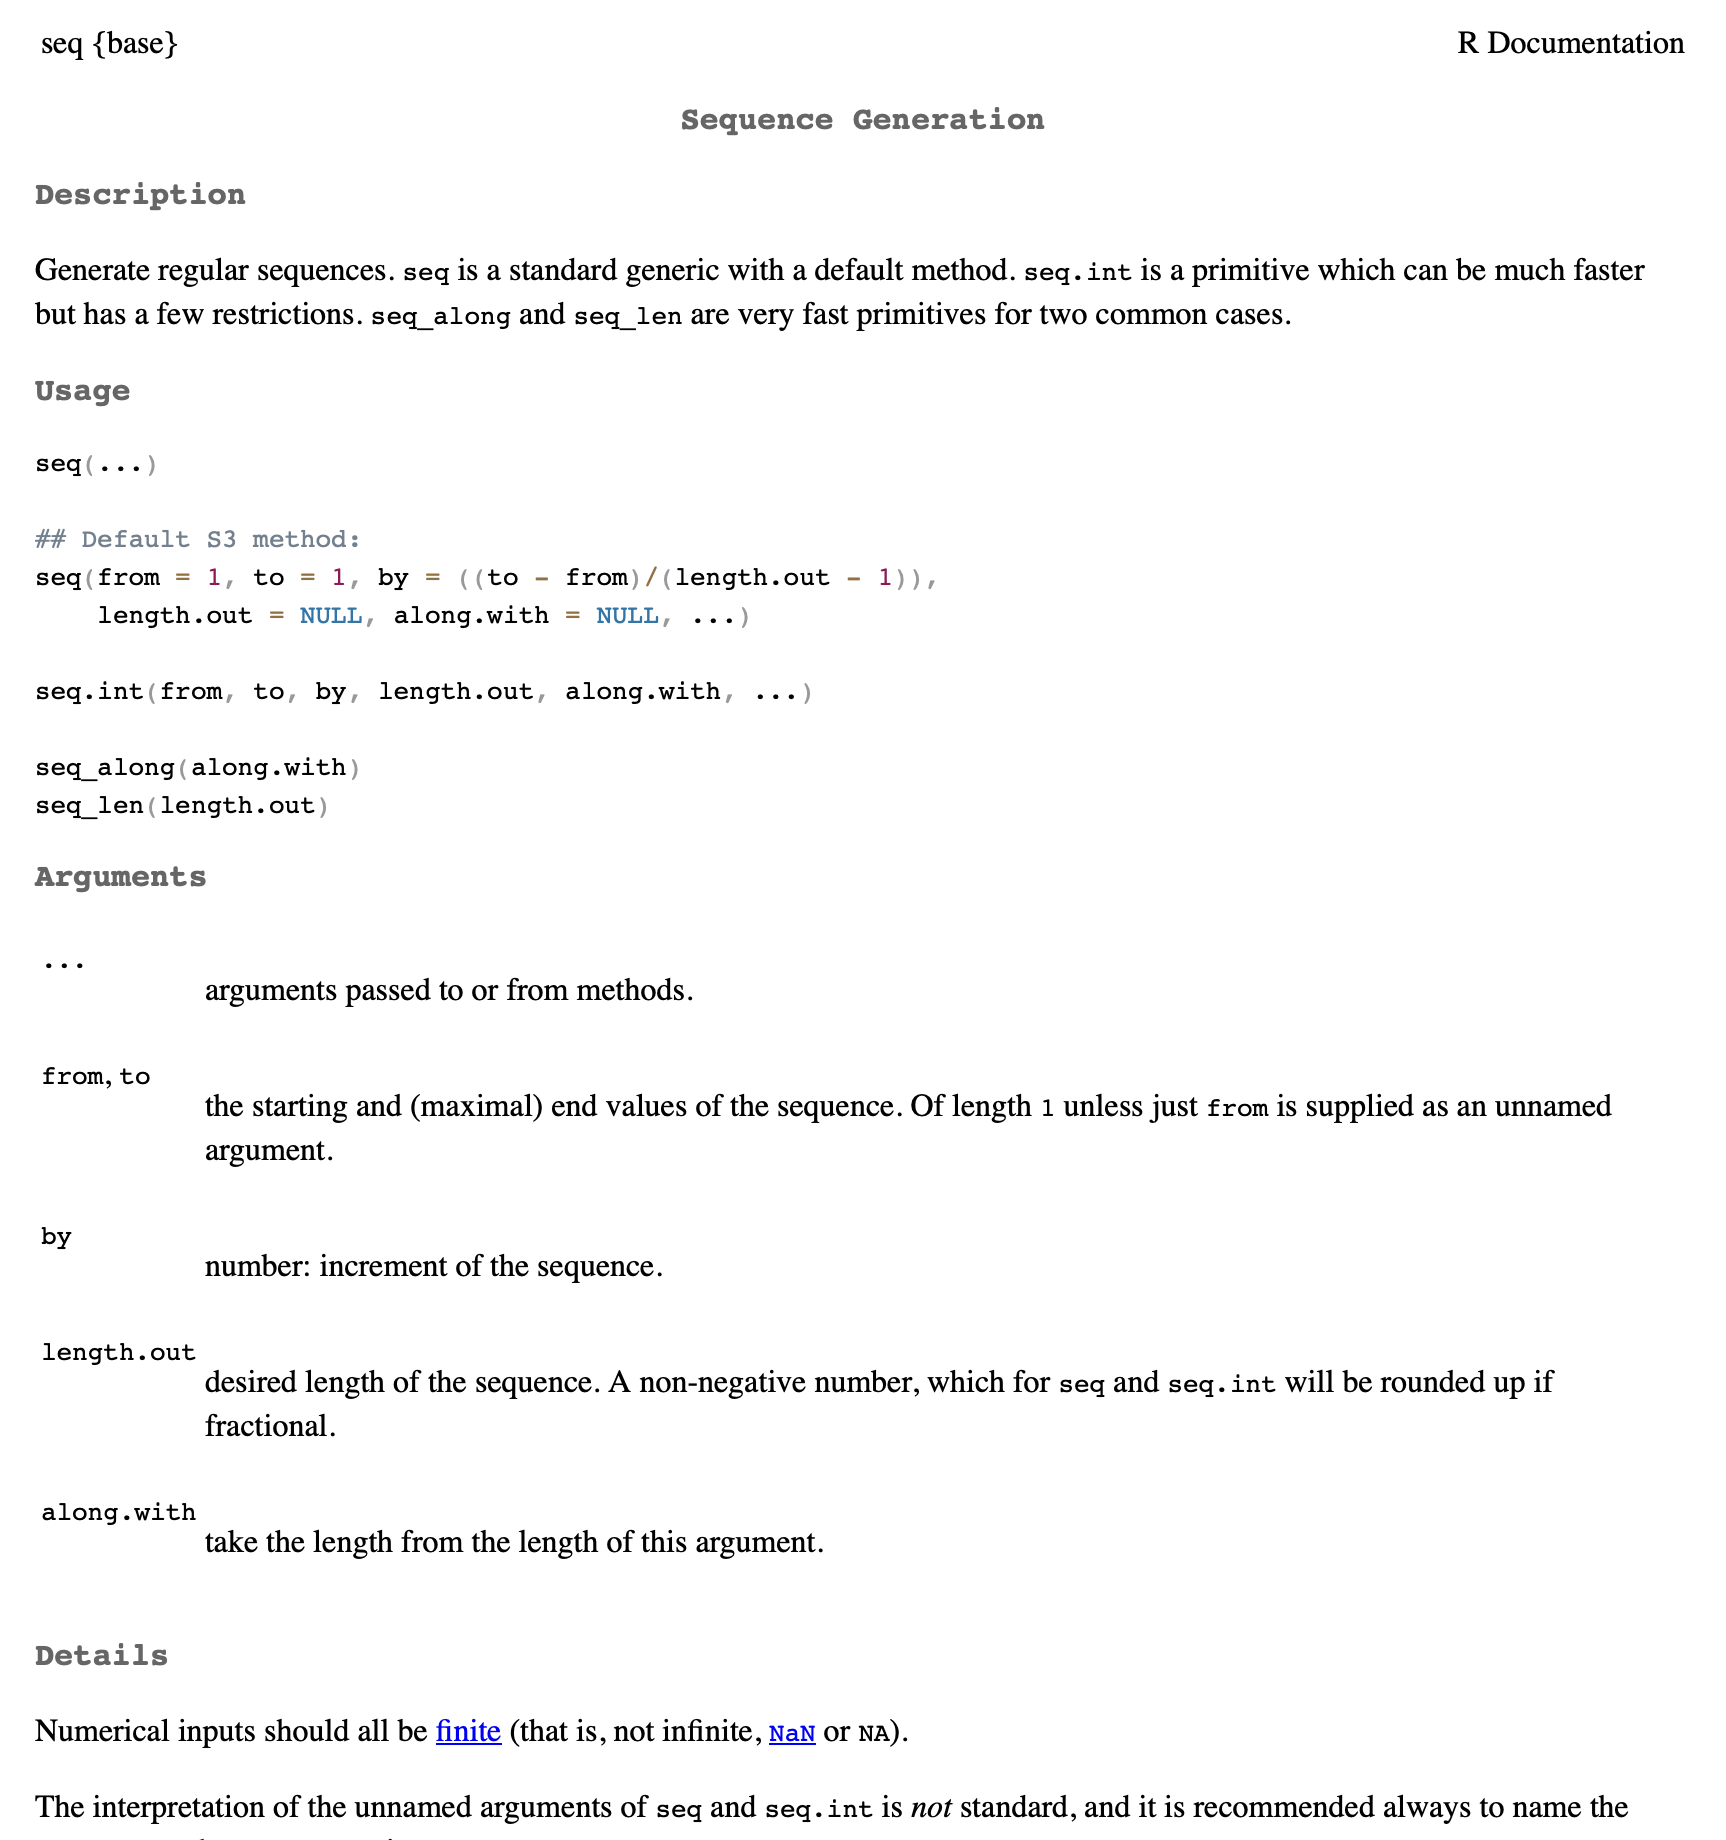 seq {base}
R Documentation
Sequence Generation
Description
Generate regular sequences. seq is a standard generic with a default method. seq.int is a primitive which can be much faster
but has a few restrictions. seq_along and seq_len are very fast primitives for two common cases.
Usage
seq(...)
## Default S3 method:
seq(from = 1, to = 1, by = ((to - from)/(length.out - 1)),
    length.out = NULL, along.with = NULL, ...)
seq.int(from, to, by, length.out, along.with, ...)
seq_along(along.with)
seq_len(length.out)
Arguments
...
arguments passed to or from methods.
from, to
the starting and (maximal) end values of the sequence. Of length 1 unless just from is supplied as an unnamed
argument.
by
number: increment of the sequence.
length.out
desired length of the sequence. A non-negative number, which for seq and seq.int will be rounded up if
fractional.
along.with
take the length from the length of this argument.
Details
Numerical inputs should all be finite (that is, not infinite, NaN or NA).
The interpretation of the unnamed arguments of seq and seq.int is not standard, and it is recommended always to name the